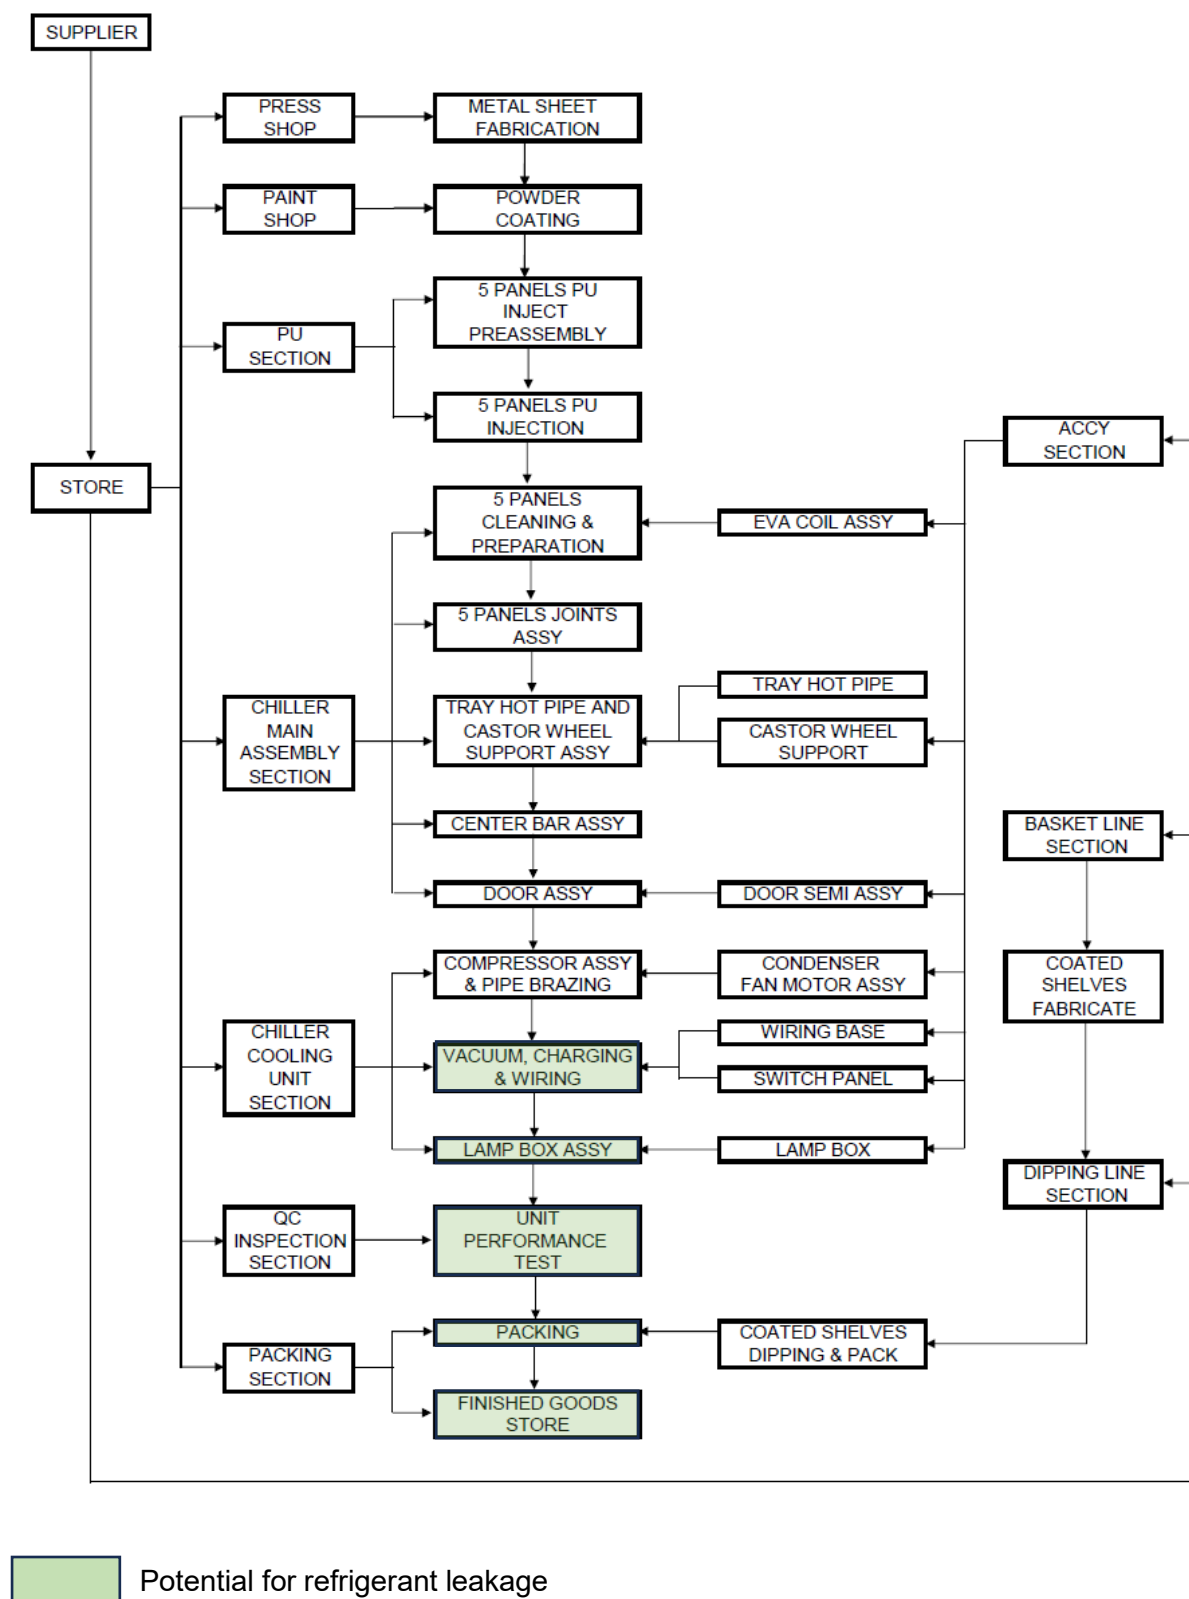 SUPPLIER
PRESS
SHOP
METAL SHEET
FABRICATION
PAINT
SHOP
POWDER
COATING
5 PANELS PU
INJECT
PREASSEMBLY
PU
SECTION
5 PANELS PU
INJECTION
ACCY
SECTION
STORE
5 PANELS
CLEANING &
PREPARATION
EVA COIL ASSY
5 PANELS JOINTS
ASSY
TRAY HOT PIPE
CHILLER
MAIN
ASSEMBLY
SECTION
TRAY HOT PIPE AND
CASTOR WHEEL
SUPPORT ASSY
CASTOR WHEEL
SUPPORT
CENTER BAR ASSY
BASKET LINE
SECTION
DOOR ASSY
DOOR SEMI ASSY
COMPRESSOR ASSY
& PIPE BRAZING
CONDENSER
FAN MOTOR ASSY
COATED
SHELVES
FABRICATE
CHILLER
COOLING
UNIT
SECTION
VACUUM, CHARGING
& WIRING
WIRING BASE
SWITCH PANEL
LAMP BOX ASSY
LAMP BOX
DIPPING LINE
SECTION
QC
INSPECTION
SECTION
UNIT
PERFORMANCE
TEST
PACKING
COATED SHELVES
DIPPING & PACK
PACKING
SECTION
FINISHED GOODS
STORE
Potential for refrigerant leakage